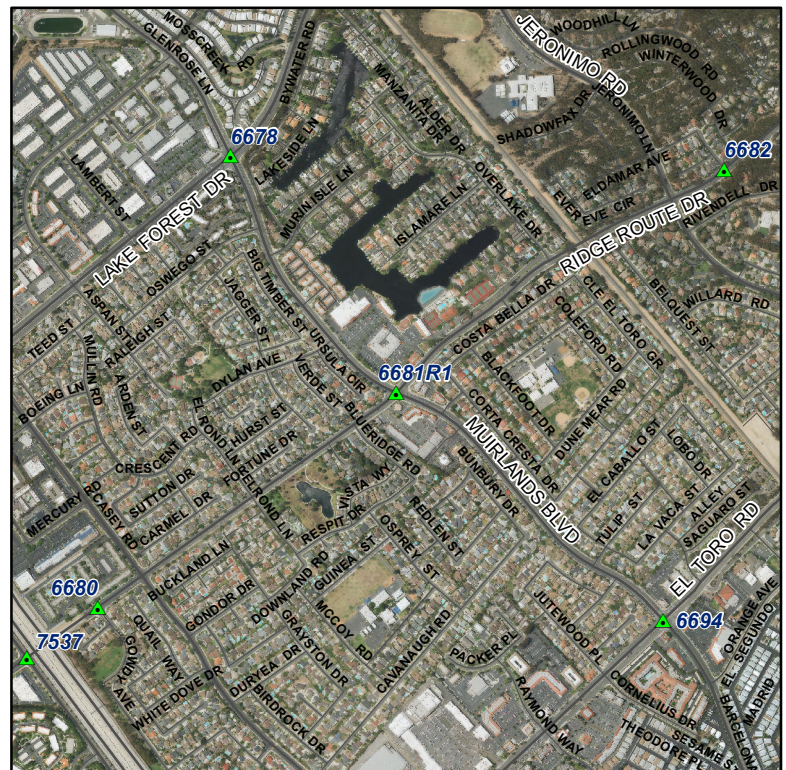 MOSSCREEK RD
GLENROSE LN
BYWATER RD
MANZANITA DR
ALDER DR
JERONIMO RD
WOODHILL LN
ROLLINGWOOD RD
WINTERWOOD DR
JERONIMO LN
SHADOWFAX DR
6678
LAKESIDE LN
LAMBERT ST
MURIN ISLE LN
ISLAMARE LN
OVERLAKE DR
EVER
EVE CIR
ELDAMAR AVE
6682
RIVENDELL DR
LAKE FOREST DR
RIDGE ROUTE DR
OSWEGO ST
BIG TIMBER ST
JAGGER ST
ASPAN ST
RALEIGH ST
TEED ST
URSULA CIR
COSTA BELLA DR
CLE EL TORO GR
COLEFORD RD
BELQUEST ST
WILLARD RD
MULLIN RD
ARDEN ST
BOEING LN
DYLAN AVE
VERDE ST
6681R1
BLACKFOOT DR
DUNE MEAR RD
CORTA CRESTA DR
ELROND LN
HURST ST
BLUERIDGE RD
MUIRLANDS BLVD
CRESCENT RD
FORTUNE DR
EL CABALLO ST
LOBO DR
SUTTON DR
CARMEL DR
ELROND LN
VISTA WY
BUNBURY DR
TULIP ST
LA VACA ST
ALLEY
SAGUARO ST
MERCURY RD
CASEY RD
RESPIT DR
REDLEN ST
OSPREY ST
EL TORO RD
BUCKLAND LN
GONDOR DR
DOWNLAND RD
GUINEA ST
6680
MCCOY RD
JUTEWOOD PL
6694
ORANGE AVE
EL SEGUNDO
7537
GOWDY AVE
QUAIL WAY
GRAYSTON DR
CAVANAUGH RD
PACKER
WHITE DOVE DR
DURYEA DR
BIRDROCK DR
RAYMOND WAY
CORNELIUS DR
SESAME S
THEODORE PL
BARCELONA
MADRID